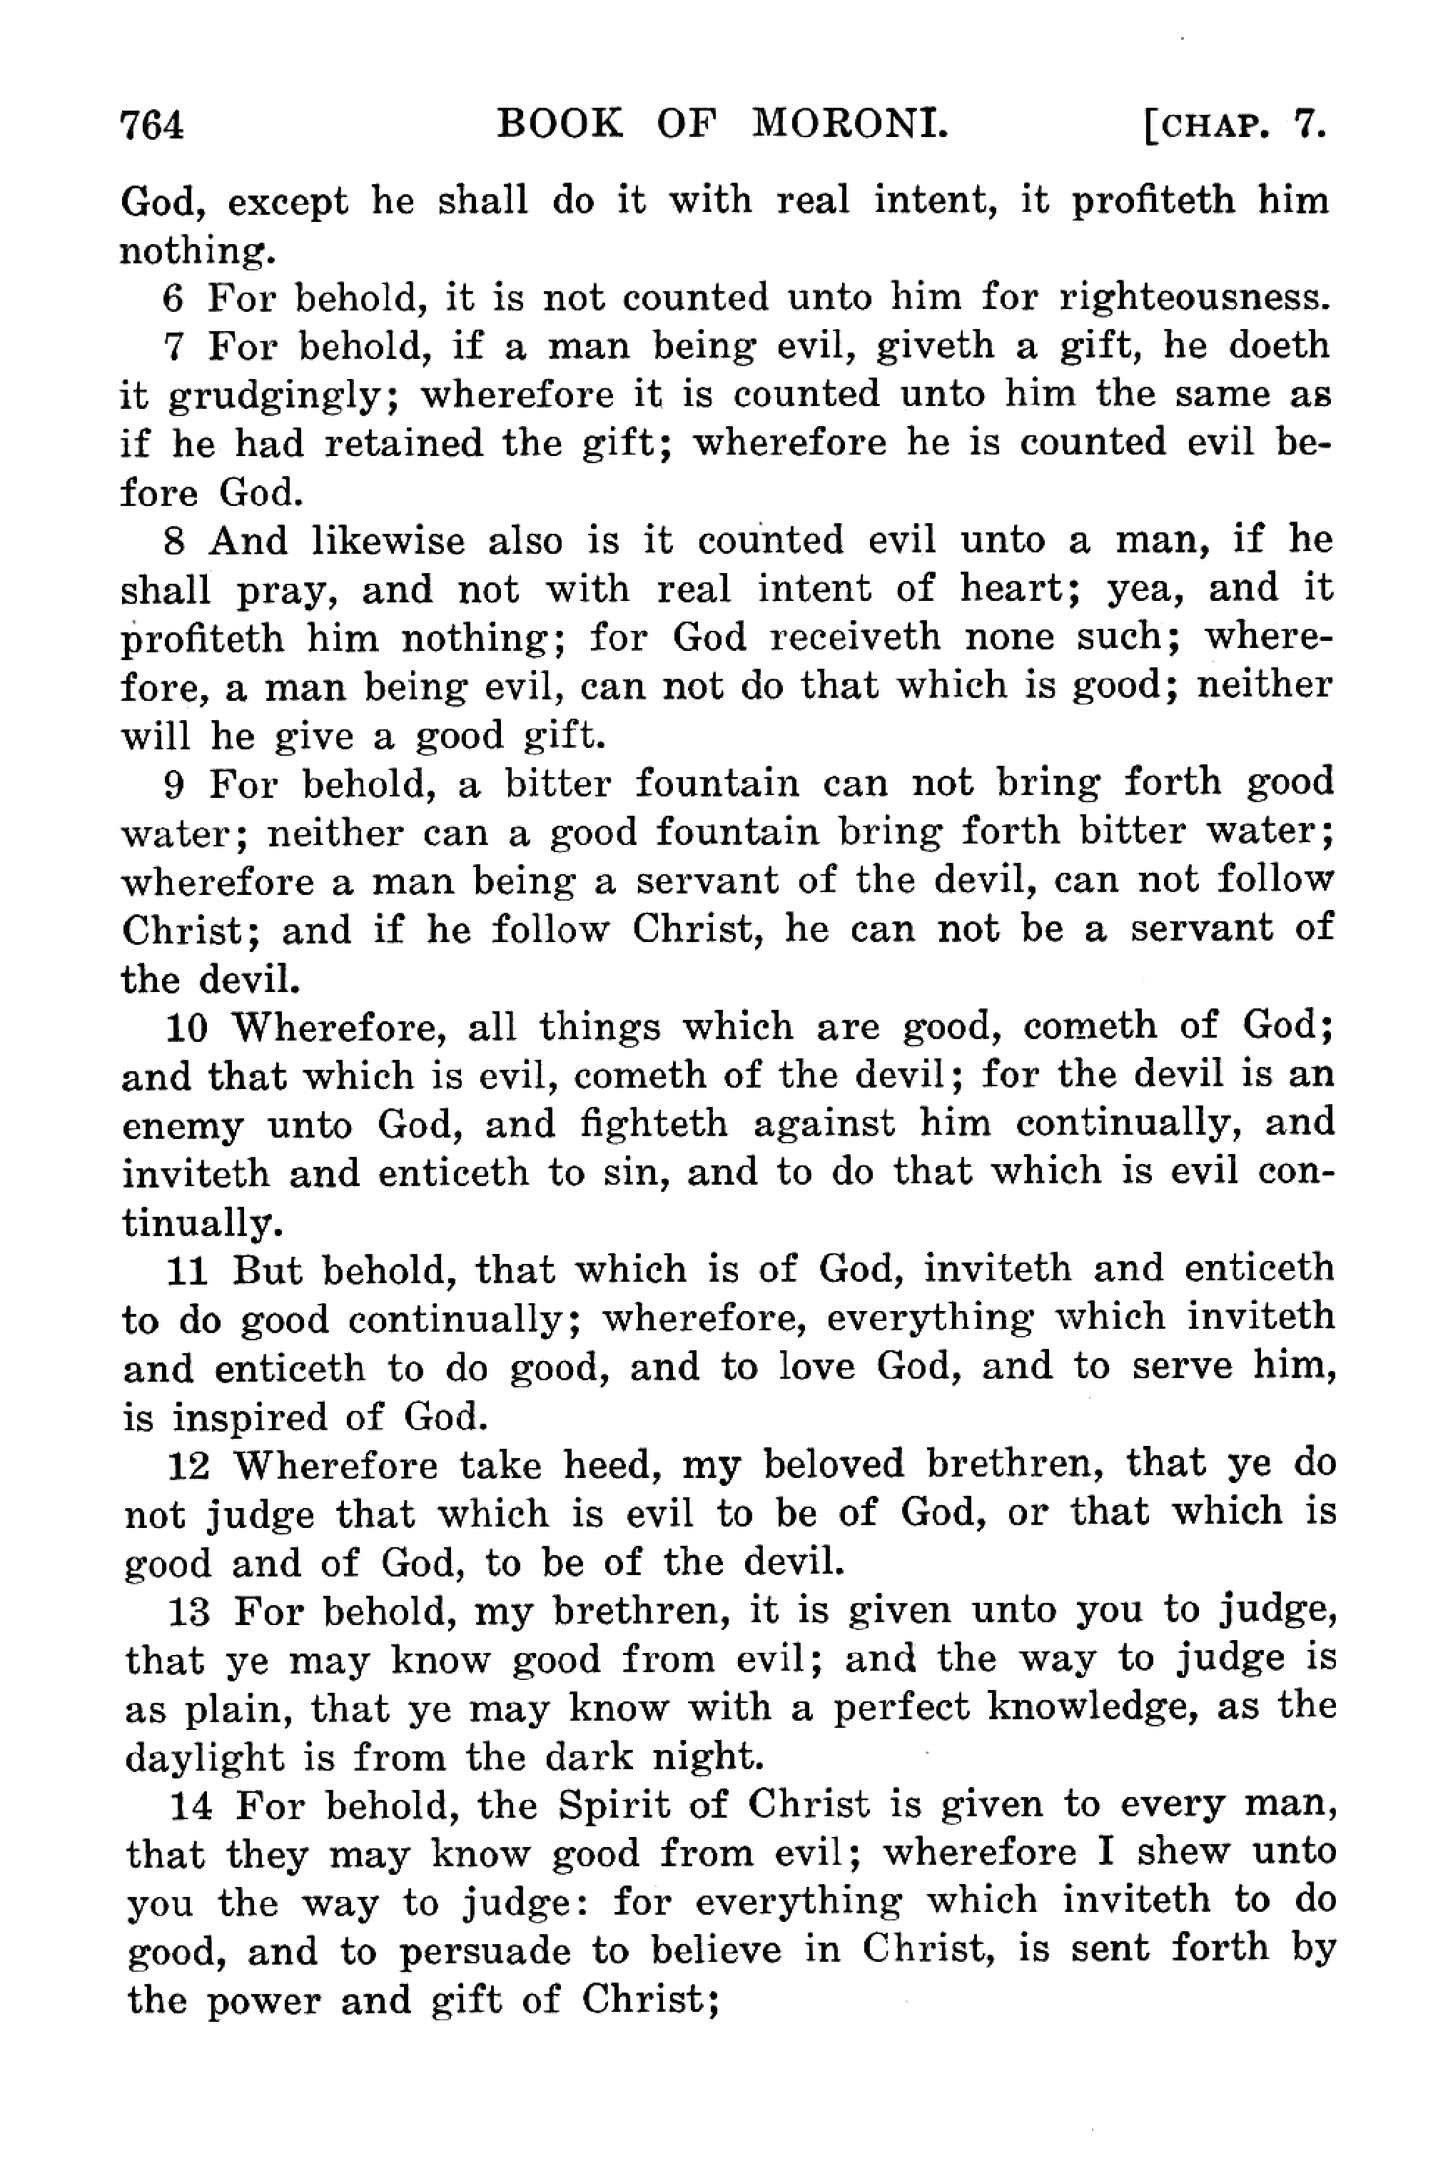 764 BOOK OF MORONI. [CHAP. 7.
God, except he shall do it with real intent, it profiteth him
nothing.
6 For behold, it is not counted unto him for righteousness.
7 For behold, if a man being evil, giveth a gift, he doeth
it grudgingly; wherefore it is counted unto him the same as
if he had retained the gift; wherefore he is counted evil be-
fore God.
8 And likewise also is it counted evil unto a man, if he
shall pray, and not with real intent of heart; yea, and it
profiteth him nothing; for God receiveth none such; where-
fore, a man being evil, can not do that which is good; neither
will he give a good gift.
9 For behold, a bitter fountain can not bring forth good
water; neither can a good fountain bring forth bitter water;
wherefore a man being a servant of the devil, can not follow
Christ; and if he follow Christ, he can not be a servant of
the devil.
10 Wherefore, all things which are good, cometh of God;
and that which is evil, cometh of the devil; for the devil is an
enemy unto God, and fighteth against him continually, and
inviteth and enticeth to sin, and to do that which is evil con-
tinually.
11 But behold, that which is of God, inviteth and enticeth
to do good continually; wherefore, everything which inviteth
and enticeth to do good, and to love God, and to serve him,
is inspired of God.
12 Wherefore take heed, my beloved brethren, that ye do
not judge that which is evil to be of God, or that which is
good and of God, to be of the devil.
13 For behold, my brethren, it is given unto you to judge,
that ye may know good from evil; and the way to judge is
as plain, that ye may know with a perfect knowledge, as the
daylight is from the dark night.
14 For behold, the Spirit of Christ is given to every man,
that they may know good from evil; wherefore I shew unto
you the way to judge: for everything which inviteth to do
good, and to persuade to believe in Christ, is sent forth by
the power and gift of Christ;